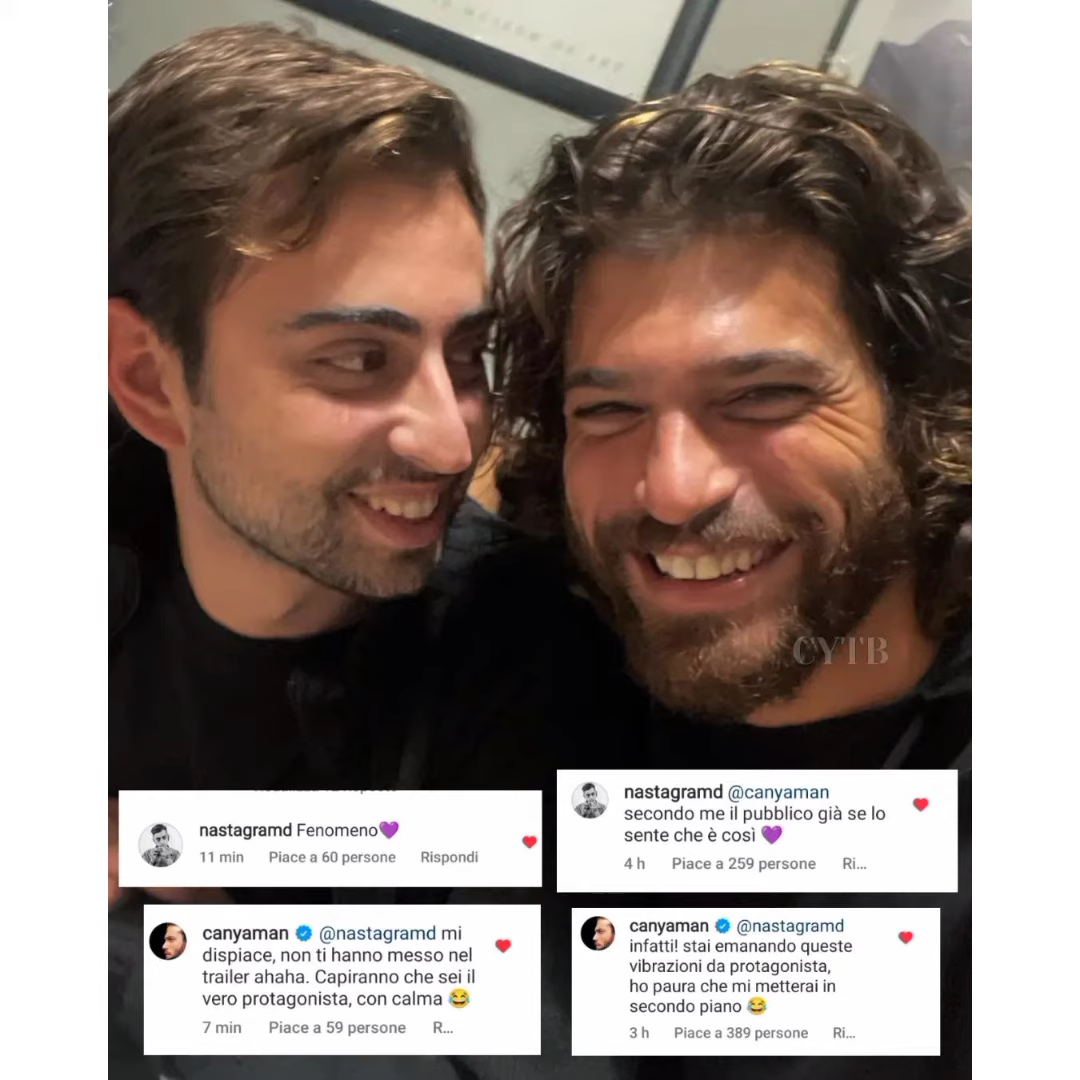 CYTB
nastagramd Fenomeno💜
11 min Piace a 60 persone Rispondi
canyaman @nastagramd mi
dispiace, non ti hanno messo nel
trailer ahaha. Capiranno che sei il
vero protagonista, con calma 😂
7 min Piace a 59 persone R...
nastagramd @canyaman
secondo me il pubblico già se lo
sente che è così 💜
4 h Piace a 259 persone Ri...
canyaman @nastagramd
infatti! stai emanando queste
vibrazioni da protagonista,
ho paura che mi metterai in
secondo piano 😂
3 h Piace a 389 persone Ri...